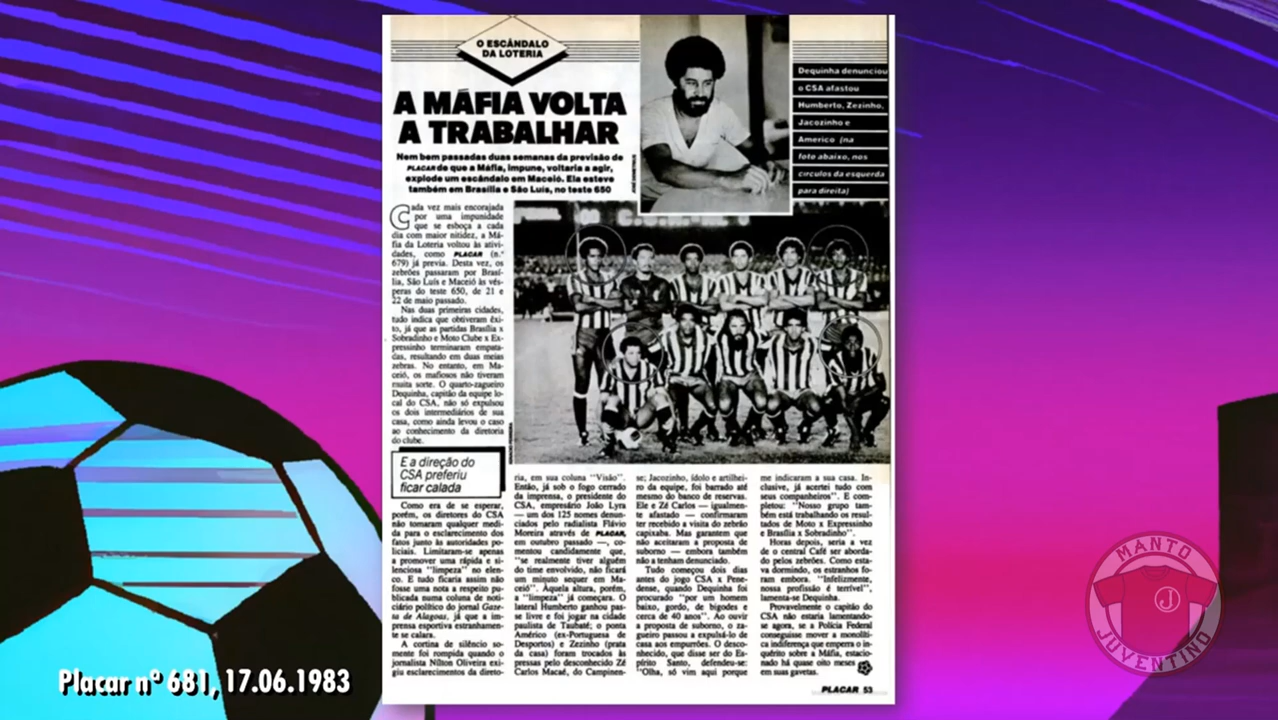 O ESCÂNDALO
DA LOTERIA
A MÁFIA VOLTA
A TRABALHAR
Nem bem passadas duas semanas da previsão de
PLACAR de que a Máfia, impune, voltaria a agir,
explode um escândalo em Maceió. Ela esteve
também em Brasília e São Luís, no teste 650
Dequinha denunciou
o CSA afastou
Humberto, Zezinho,
Jacozinho e
Americo (na
foto abaixo, nos
círculos da esquerda
para direita)
Cada vez mais encorajada
por uma impunidade
que se esboça a cada
dia com maior nitidez, a Má-
fia da Loteria voltou às ativi-
dades, como PLACAR (n.º
679) já previa. Desta vez, os
zebrões passaram por Brasí-
lia, São Luís e Maceió às vés-
peras do teste 650, de 21 e
22 de maio passado.
Nas duas primeiras cidades,
tudo indica que obtiveram êxi-
to, já que as partidas Brasília x
Sobradinho e Moto Clube x Ex-
pressinho terminaram empata-
das, resultando em duas meias
zebras. No entanto, em Ma-
ceió, os mafiosos não tiveram
muita sorte. O quarto-zagueiro
Dequinha, capitão da equipe lo-
cal do CSA, não só expulsou
os dois intermediários de sua
casa, como ainda levou o caso
ao conhecimento da diretoria
do clube.
E a direção do
CSA preferiu
ficar calada
Como era de se esperar,
porém, os diretores do CSA
não tomaram qualquer medi-
da para o esclarecimento dos
fatos junto às autoridades po-
liciais. Limitaram-se apenas
a promover uma rápida e si-
lenciosa "limpeza" no elen-
co. E tudo ficaria assim não
fosse uma nota a respeito pu-
blicada numa coluna de noti-
ciário político do jornal Gaze-
ta de Alagoas, já que a im-
prensa esportiva estranhamen-
te se calara.
A cortina de silêncio so-
mente foi rompida quando o
jornalista Nílton Oliveira exi-
giu esclarecimentos da direto-
ria, em sua coluna "Visão".
Então, já sob o fogo cerrado
da imprensa, o presidente do
CSA, empresário João Lyra
— um dos 125 nomes denun-
ciados pelo radialista Flávio
Moreira através de PLACAR,
em outubro passado —, co-
mentou candidamente que,
"se realmente tiver alguém
do time envolvido, não ficará
um minuto sequer em Ma-
ceió". Àquela altura, porém,
a "limpeza" já começara. O
lateral Humberto ganhou pas-
se livre e foi jogar na cidade
paulista de Taubaté; o ponta
Américo (ex-Portuguesa de
Desportos) e Zezinho (prata
da casa) foram trocados às
pressas pelo desconhecido Zé
Carlos Macaé, do Campinen-
se; Jacozinho, ídolo e artilhei-
ro da equipe, foi barrado até
mesmo do banco de reservas.
Ele e Zé Carlos — igualmen-
te afastado — confirmaram
ter recebido a visita do zebrão
capixaba. Mas garantem que
não aceitaram a proposta de
suborno — embora também
não a tenham denunciado.
Tudo começou dois dias
antes do jogo CSA x Pene-
dense, quando Dequinha foi
procurado "por um homem
baixo, gordo, de bigodes e
cerca de 40 anos". Ao ouvir
a proposta de suborno, o za-
gueiro passou a expulsá-lo de
casa aos empurrões. O desco-
nhecido, que disse ser do Es-
pírito Santo, defendeu-se:
"Olha, só vim aqui porque
me indicaram a sua casa. In-
clusive, já acertei tudo com
seus companheiros". E com-
pletou: "Nosso grupo tam-
bém está trabalhando os resul-
tados de Moto x Expressinho
e Brasília x Sobradinho".
Horas depois, seria a vez
de o central Café ser aborda-
do pelos zebrões. Como esta-
va dormindo, os estranhos fo-
ram embora. "Infelizmente,
nossa profissão é terrível",
lamenta-se Dequinha.
Provavelmente o capitão do
CSA não estaria lamentando-
se agora, se a Polícia Federal
conseguisse mover a monolíti-
ca indiferença que emperra o in-
quérito sobre a Máfia, estacio-
nado há quase oito meses
em suas gavetas.
PLACAR 53
Placar nº 681, 17.06.1983
MANTO
J
JUVENTINO